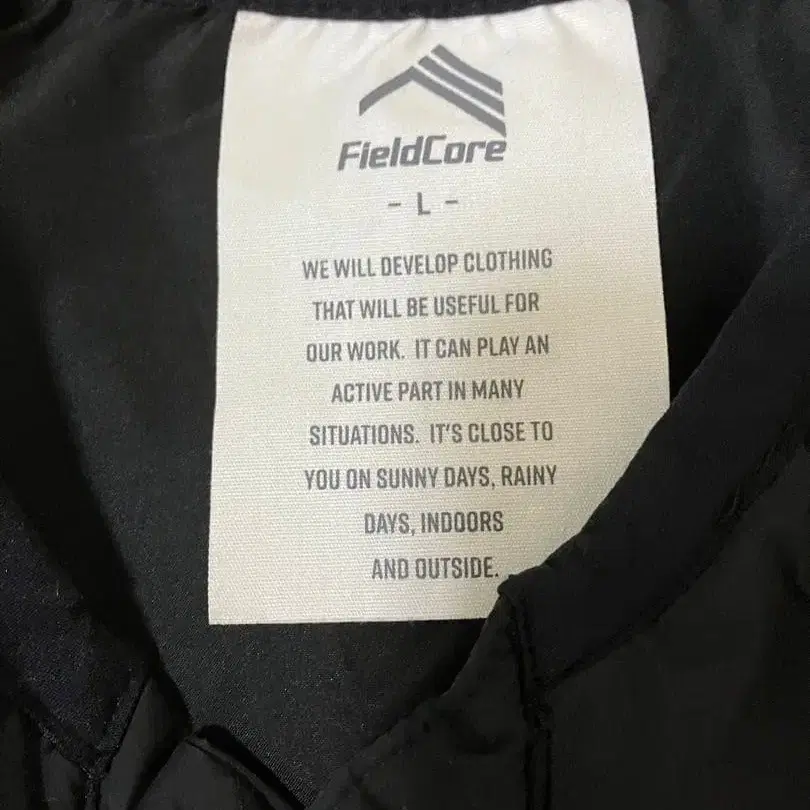 FieldCore
- L -
WE WILL DEVELOP CLOTHING
THAT WILL BE USEFUL FOR
OUR WORK. IT CAN PLAY AN
ACTIVE PART IN MANY
SITUATIONS. IT'S CLOSE TO
YOU ON SUNNY DAYS, RAINY
DAYS, INDOORS
AND OUTSIDE.